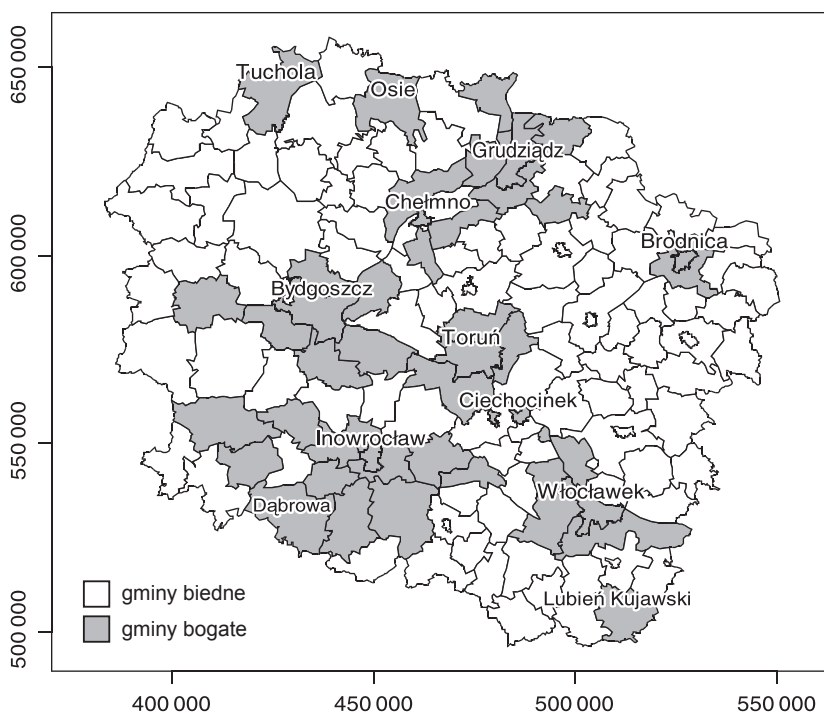 650 000
600 000
550 000
500 000
Tuchola
Osie
Grudziądz
Chełmno
Brodnica
Bydgoszcz
Toruń
Ciechocinek
Inowrocław
Włocławek
Dąbrowa
Lubień Kujawski
gminy biedne
gminy bogate
400 000
450 000
500 000
550 000